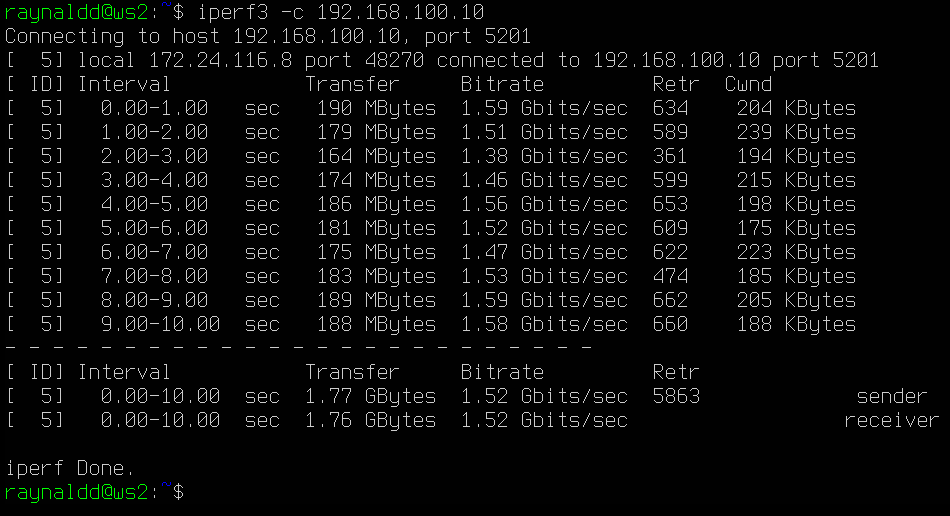 raynaldd@ws2:~$ iperf3 -c 192.168.100.10
Connecting to host 192.168.100.10, port 5201
[  5] local 172.24.116.8 port 48270 connected to 192.168.100.10 port 5201
[ ID] Interval           Transfer     Bitrate         Retr  Cwnd
[  5]   0.00-1.00   sec   190 MBytes  1.59 Gbits/sec  634    204 KBytes
[  5]   1.00-2.00   sec   179 MBytes  1.51 Gbits/sec  589    239 KBytes
[  5]   2.00-3.00   sec   164 MBytes  1.38 Gbits/sec  361    194 KBytes
[  5]   3.00-4.00   sec   174 MBytes  1.46 Gbits/sec  599    215 KBytes
[  5]   4.00-5.00   sec   186 MBytes  1.56 Gbits/sec  653    198 KBytes
[  5]   5.00-6.00   sec   181 MBytes  1.52 Gbits/sec  609    175 KBytes
[  5]   6.00-7.00   sec   175 MBytes  1.47 Gbits/sec  622    223 KBytes
[  5]   7.00-8.00   sec   183 MBytes  1.53 Gbits/sec  474    185 KBytes
[  5]   8.00-9.00   sec   189 MBytes  1.59 Gbits/sec  662    205 KBytes
[  5]   9.00-10.00  sec   188 MBytes  1.58 Gbits/sec  660    188 KBytes
- - - - - - - - - - - - - - - - - - - - - - - - -
[ ID] Interval           Transfer     Bitrate         Retr
[  5]   0.00-10.00  sec  1.77 GBytes  1.52 Gbits/sec  5863             sender
[  5]   0.00-10.00  sec  1.76 GBytes  1.52 Gbits/sec                  receiver

iperf Done.
raynaldd@ws2:~$